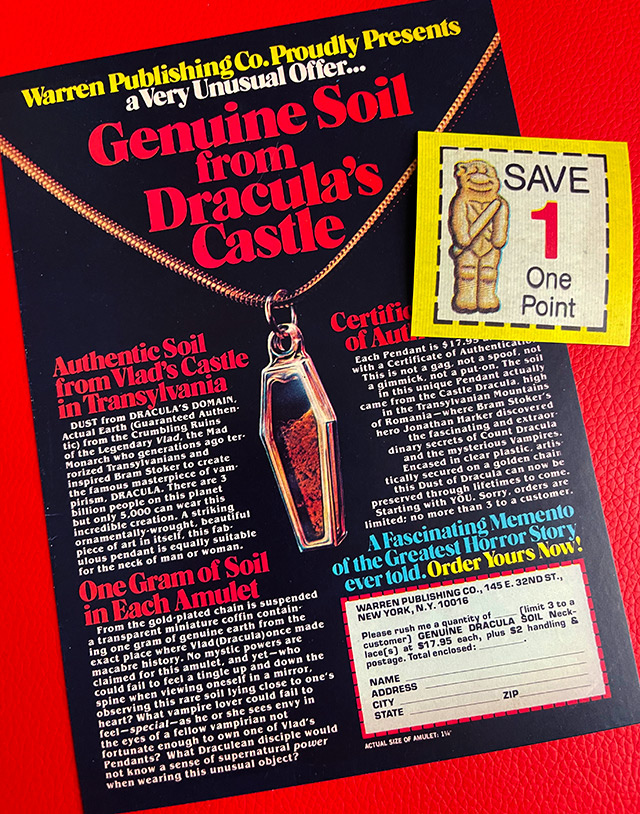 Warren Publishing Co. Proudly Presents
a Very Unusual Offer...
Genuine Soil
from
Dracula's
Castle
SAVE
1
One
Point
Authentic Soil
from Vlad's Castle
in Transylvania
DUST from DRACULA'S DOMAIN.
Actual Earth (Guaranteed Authen-
tic) from the Crumbling Ruins
of the Legendary Vlad, the Mad
Monarch who generations ago ter-
rorized Transylvanians and
inspired Bram Stoker to create
the famous masterpiece of vam-
pirism, DRACULA. There are 3
billion people on this planet
but only 5,000 can wear this
incredible creation. A striking
ornamentally-wrought, beautiful
piece of art in itself, this fab-
ulous pendant is equally suitable
for the neck of man or woman.
One Gram of Soil
in Each Amulet
From the gold-plated chain is suspended
a transparent miniature coffin contain-
ing one gram of genuine earth from the
exact place where Vlad(Dracula)once made
macabre history. No mystic powers are
claimed for this amulet, and yet—who
could fail to feel a tingle up and down the
spine when viewing oneself in a mirror,
observing this rare soil lying close to one's
heart? What vampire lover could fail to
feel—special—as he or she sees envy in
the eyes of a fellow vampirian not
fortunate enough to own one of Vlad's
Pendants? What Draculean disciple would
not know a sense of supernatural power
when wearing this unusual object?
Certific
of Aut
Each Pendant is $17.95
with a Certificate of Authentication
This is not a gag, not a spoof, not
a gimmick, not a put-on. The soil
in this unique Pendant actually
came from the Castle Dracula, high
in the Transylvanian Mountains
of Romania—where Bram Stoker's
hero Jonathan Harker discovered
the fascinating and extraor
dinary secrets of Count Dracula
and the mysterious Vampires.
Encased in clear plastic, artis-
tically secured on a golden chain,
this Dust of Dracula can now be
preserved through lifetimes to come.
Starting with YOU. Sorry, orders are
limited: no more than 3 to a customer.
A Fascinating Memento
of the Greatest Horror Story
ever told. Order Yours Now!
WARREN PUBLISHING CO., 145 E. 32ND ST.,
NEW YORK, N.Y. 10016
Please rush me a quantity of ____ [limit 3 to a
customer] GENUINE DRACULA SOIL Neck-
lace[s] at $17.95 each, plus $2 handling &
postage. Total enclosed: ________.
NAME
ADDRESS
CITY
STATE ZIP
ACTUAL SIZE OF AMULET: 1¼"